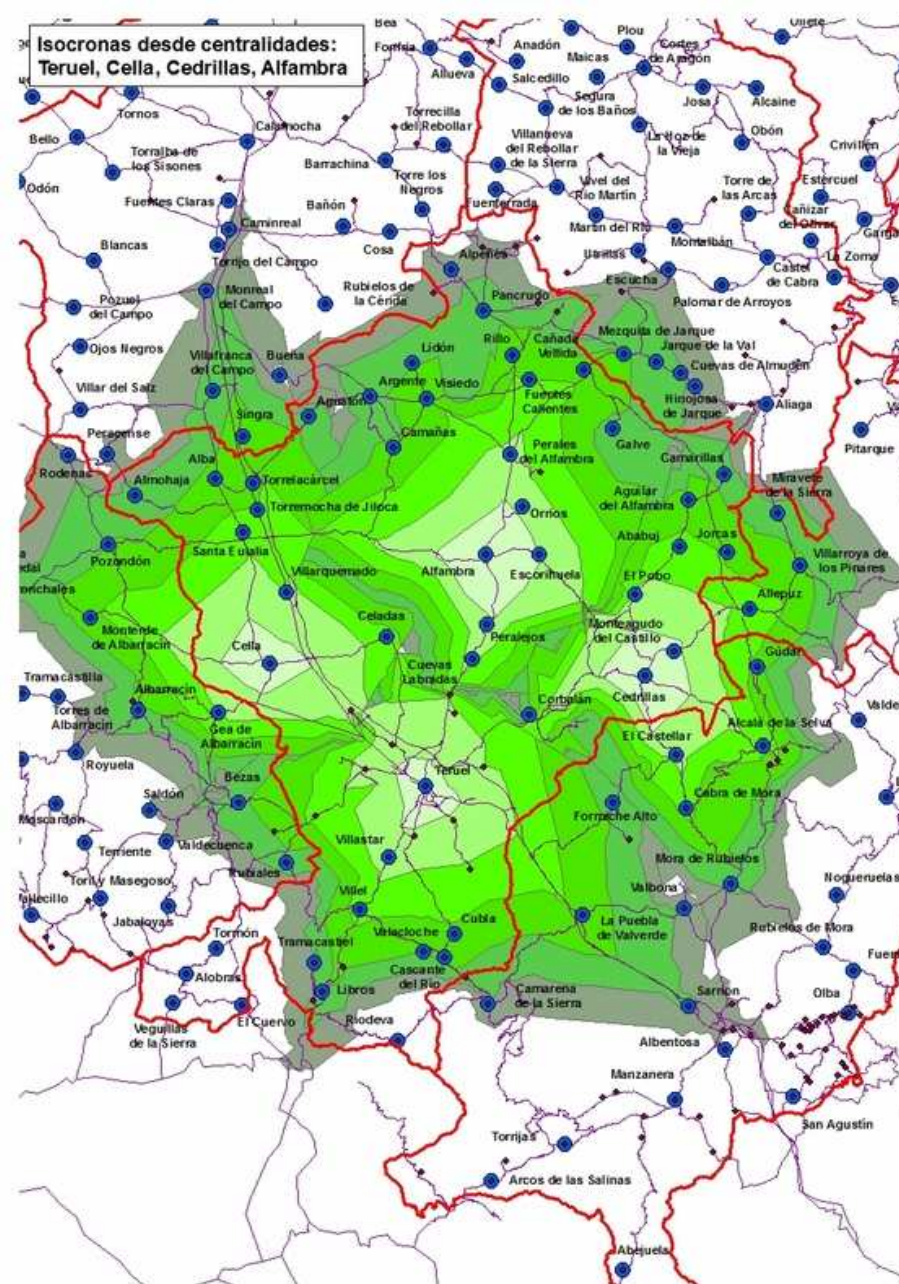 Isocronas desde centralidades:
Teruel, Cella, Cedrillas, Alfambra
Bea
Fonfría
Allueva
Anadón
Salcedillo
Maicas
Plou
Cortes
de Aragón
Segura
de los Baños
Josa
Alcaine
Oliete
Bello
Tornos
Calamocha
Torrecilla
del Rebollar
Villanueva
del Rebollar
de la Sierra
La Hoz de
la Vieja
Obón
Crivillén
Torralba de
los Sisones
Barrachina
Torre los
Negros
Fuenferrada
Vivel del
Río Martín
Torre de
las Arcas
Estercuel
Cañizar
del Olivar
Odón
Fuentes Claras
Caminreal
Bañón
Cosa
Martín del Río
Montalbán
Garga
Blancas
Torrijo del Campo
Alpeñés
Utrillas
Escucha
Castel
de Cabra
La Zoma
Pozuel
del Campo
Monreal
del Campo
Rubielos de
la Cérida
Pancrudo
Palomar de Arroyos
Ojos Negros
Villafranca
del Campo
Bueña
Lidón
Rillo
Cañada
Vellida
Mezquita de Jarque
Jarque de la Val
Cuevas de Almudén
Villar del Salz
Argente
Visiedo
Fuentes
Calientes
Hinojosa
de Jarque
Aliaga
Singra
Aguatón
Peracense
Rodenas
Alba
Camañas
Perales
del Alfambra
Galve
Camarillas
Pitarque
Almohaja
Torrelacárcel
Torremocha de Jiloca
Orrios
Aguilar
del Alfambra
Miravete
de la Sierra
Santa Eulalia
Pozondón
Alfambra
Escorihuela
Ababuj
Jorcas
Villarroya de
los Pinares
Villarquemado
El Pobo
Allepuz
Monterde
de Albarracín
Celadas
Peralejos
Monteagudo
del Castillo
Cella
Cuevas
Labradas
Cedrillas
Gúdar
Tramacastilla
Albarracín
Torres de
Albarracín
Gea de
Albarracín
Corbalán
Alcalá de la Selva
Valde
El Castellar
Royuela
Bezas
Teruel
Saldón
Cabra de Mora
Moscardón
Formiche Alto
Terriente
Valdecuenca
Villastar
Rubiales
Mora de Rubielos
Toril y Masegoso
Villel
Valbona
Nogueruelas
Vallecillo
Jabaloyas
Cubla
La Puebla
de Valverde
Rubielos de Mora
Tormón
Tramacastiel
Villacloche
Cascante
del Río
Alobras
Libros
Camarena
de la Sierra
Sarrión
Olba
Veguillas
de la Sierra
El Cuervo
Riodeva
Albentosa
Manzanera
San Agustín
Torrijas
Arcos de las Salinas
Abejuela